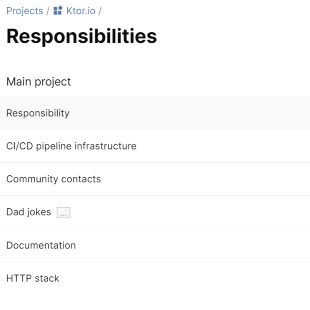 Projects / Ktor.io /
Responsibilities
Main project
Responsibility
CI/CD pipeline infrastructure
Community contacts
Dad jokes ...
Documentation
HTTP stack